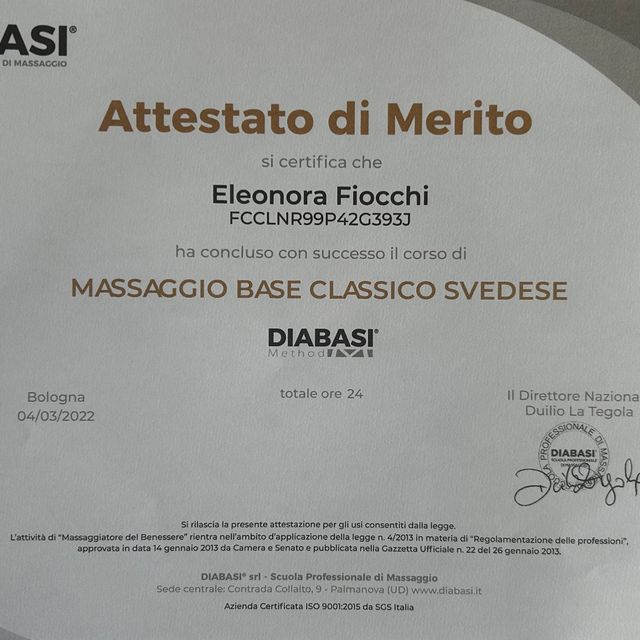 ASI®
DI MASSAGGIO
Attestato di Merito
si certifica che
Eleonora Fiocchi
FCCLNR99P42G393J
ha concluso con successo il corso di
MASSAGGIO BASE CLASSICO SVEDESE
DIABASI®
Method
Bologna
04/03/2022
totale ore 24
Il Direttore Naziona
Duilio La Tegola
DIABASI
SCUOLA PROFESSIONALE
DI MASSAGGIO
Si rilascia la presente attestazione per gli usi consentiti dalla legge.
L'attività di "Massaggiatore del Benessere" rientra nell'ambito d'applicazione della legge n. 4/2013 in materia di "Regolamentazione delle professioni",
approvata in data 14 gennaio 2013 da Camera e Senato e pubblicata nella Gazzetta Ufficiale n. 22 del 26 gennaio 2013.
DIABASI® srl - Scuola Professionale di Massaggio
Sede centrale: Contrada Collalto, 9 - Palmanova (UD) www.diabasi.it
Azienda Certificata ISO 9001:2015 da SGS Italia